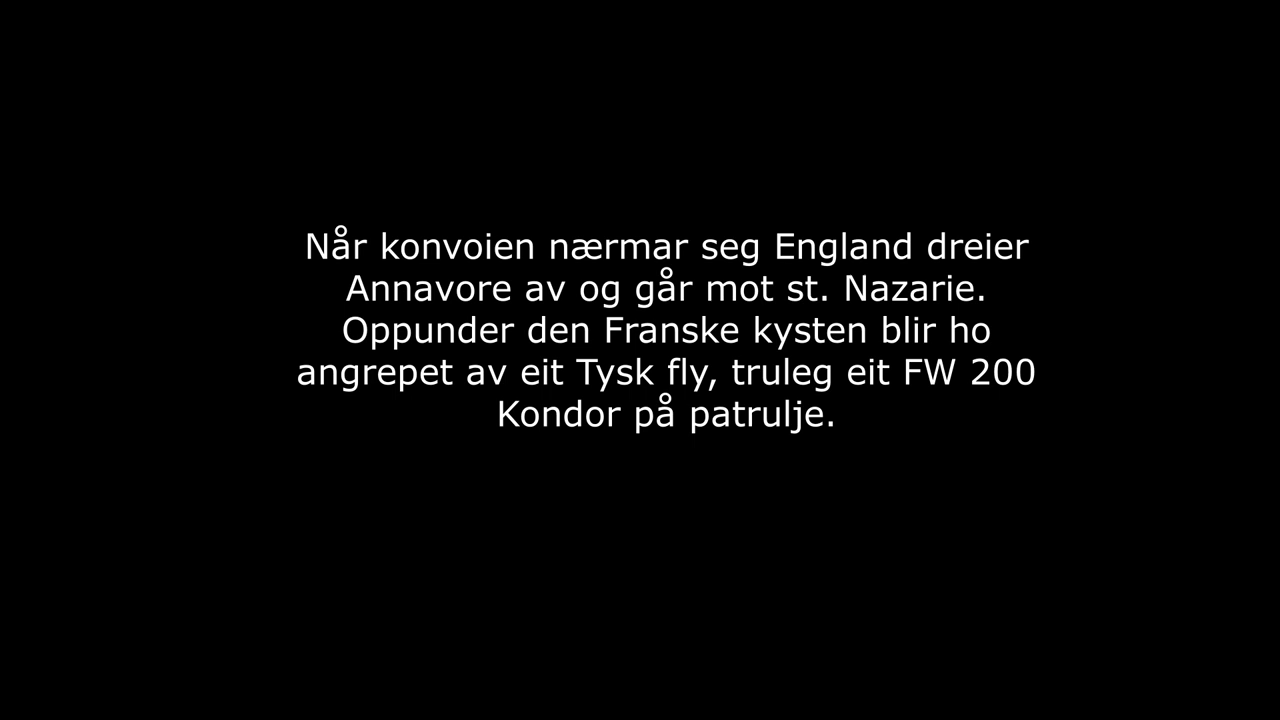 Når konvoien nærmar seg England dreier
Annavore av og går mot st. Nazarie.
Oppunder den Franske kysten blir ho
angrepet av eit Tysk fly, truleg eit FW 200
Kondor på patrulje.